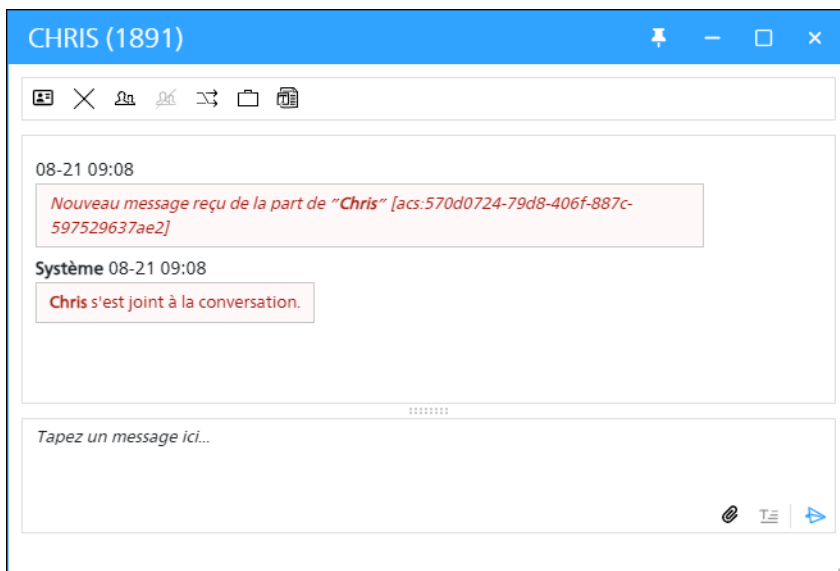 CHRIS (1891)
08-21 09:08
Nouveau message reçu de la part de "Chris" [acs:570d0724-79d8-406f-887c-
597529637ae2]
Système 08-21 09:08
Chris s'est joint à la conversation.
Tapez un message ici...